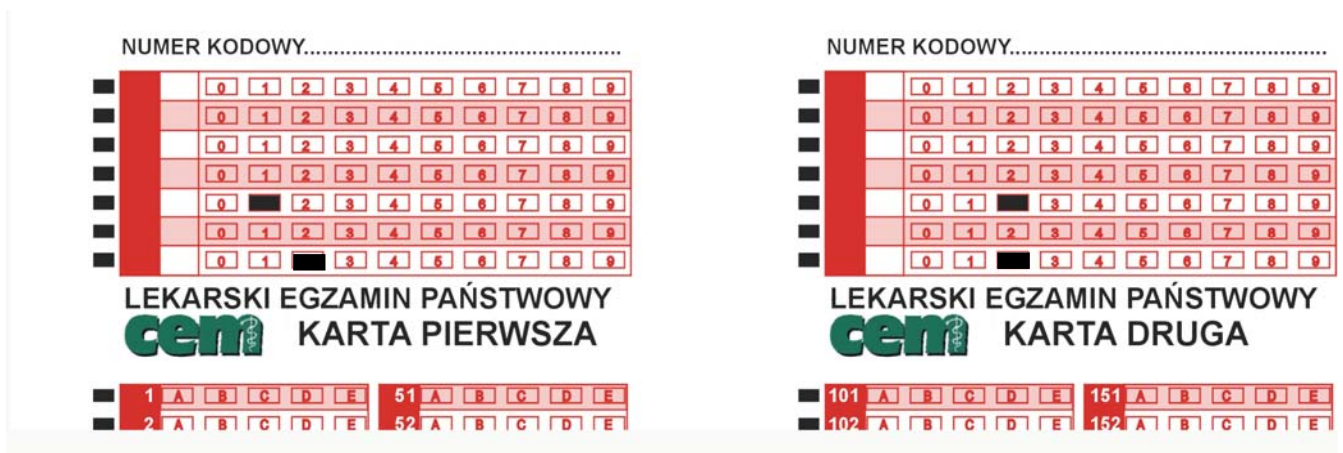 NUMER KODOWY.....................................................
0 1 2 3 4 5 6 7 8 9
0 1 2 3 4 5 6 7 8 9
0 1 2 3 4 5 6 7 8 9
0 1 2 3 4 5 6 7 8 9
0 2 3 4 5 6 7 8 9
0 1 2 3 4 5 6 7 8 9
0 1 3 4 5 6 7 8 9
LEKARSKI EGZAMIN PAŃSTWOWY
cem KARTA PIERWSZA
1 A B C D E 51 A B C D E
2 A B C D E 52 A B C D E
NUMER KODOWY.....................................................
0 1 2 3 4 5 6 7 8 9
0 1 2 3 4 5 6 7 8 9
0 1 2 3 4 5 6 7 8 9
0 1 2 3 4 5 6 7 8 9
0 1 3 4 5 6 7 8 9
0 1 2 3 4 5 6 7 8 9
0 1 3 4 5 6 7 8 9
LEKARSKI EGZAMIN PAŃSTWOWY
cem KARTA DRUGA
101 A B C D E 151 A B C D E
102 A B C D E 152 A B C D E